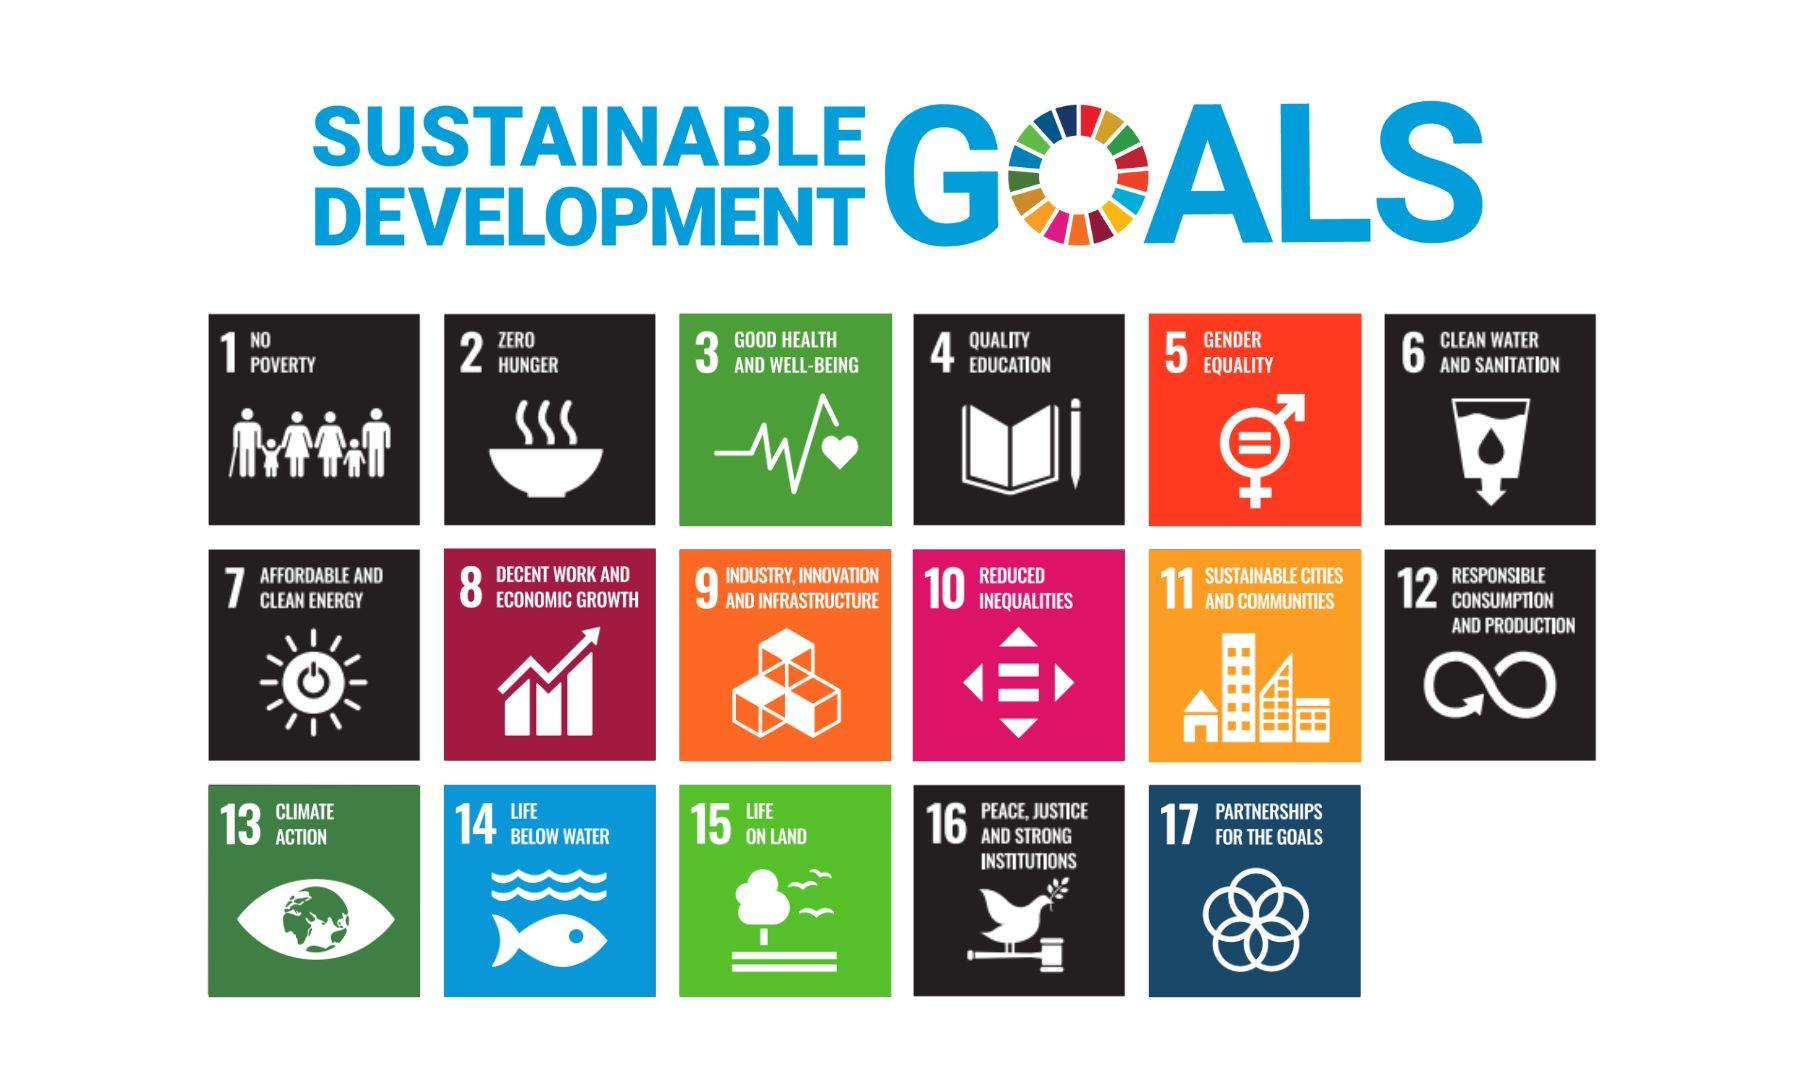 SUSTAINABLE
DEVELOPMENT
GOALS
1 NO
POVERTY
2 ZERO
HUNGER
3 GOOD HEALTH
AND WELL-BEING
4 QUALITY
EDUCATION
5 GENDER
EQUALITY
6 CLEAN WATER
AND SANITATION
7 AFFORDABLE AND
CLEAN ENERGY
8 DECENT WORK AND
ECONOMIC GROWTH
9 INDUSTRY, INNOVATION
AND INFRASTRUCTURE
10 REDUCED
INEQUALITIES
11 SUSTAINABLE CITIES
AND COMMUNITIES
12 RESPONSIBLE
CONSUMPTION
AND PRODUCTION
13 CLIMATE
ACTION
14 LIFE
BELOW WATER
15 LIFE
ON LAND
16 PEACE, JUSTICE
AND STRONG
INSTITUTIONS
17 PARTNERSHIPS
FOR THE GOALS